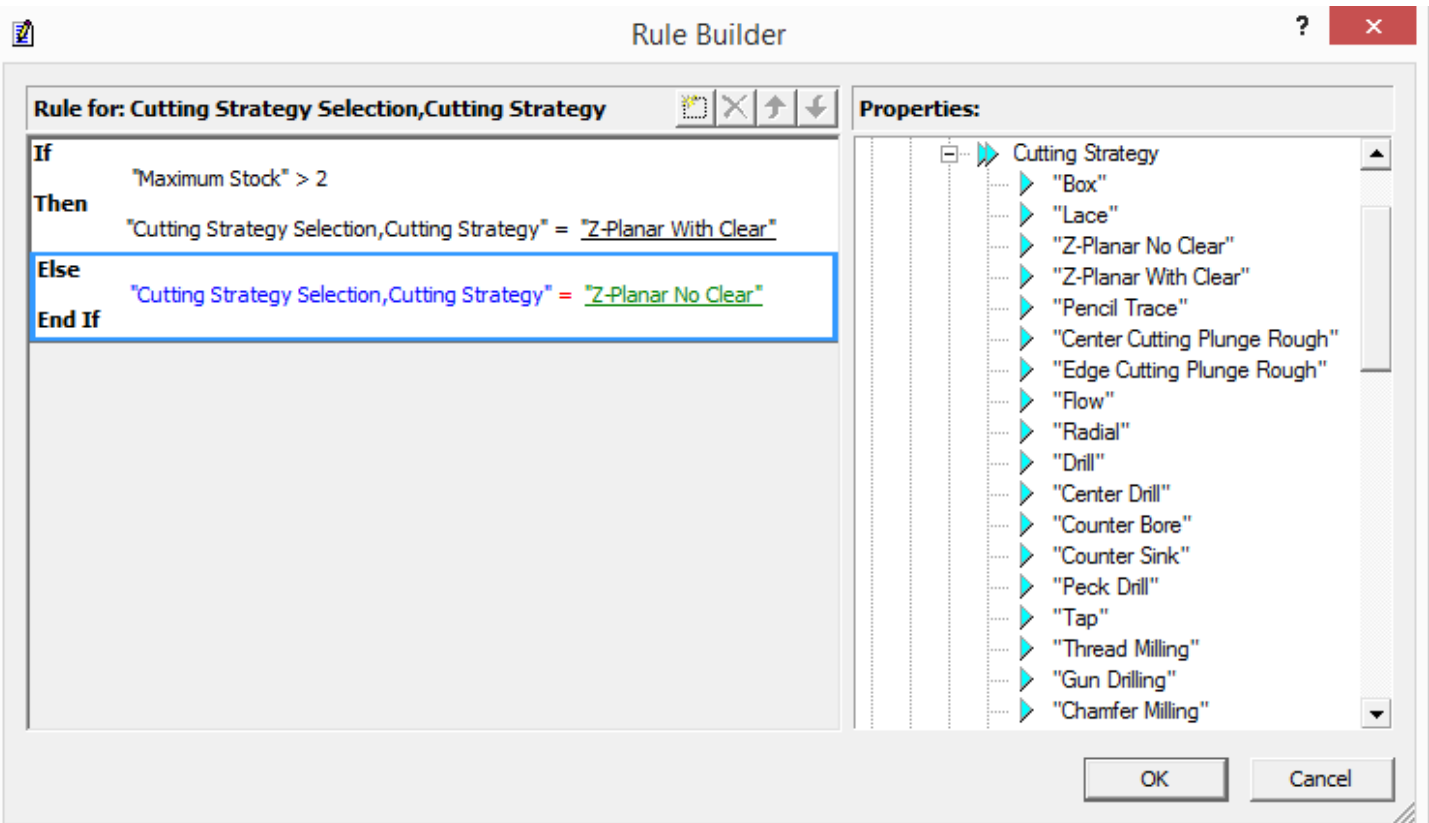 Rule Builder
?
Rule for: Cutting Strategy Selection,Cutting Strategy
If
"Maximum Stock" > 2
Then
"Cutting Strategy Selection,Cutting Strategy" = "Z-Planar With Clear"
Else
"Cutting Strategy Selection,Cutting Strategy" = "Z-Planar No Clear"
End If
Properties:
Cutting Strategy
"Box"
"Lace"
"Z-Planar No Clear"
"Z-Planar With Clear"
"Pencil Trace"
"Center Cutting Plunge Rough"
"Edge Cutting Plunge Rough"
"Flow"
"Radial"
"Drill"
"Center Drill"
"Counter Bore"
"Counter Sink"
"Peck Drill"
"Tap"
"Thread Milling"
"Gun Drilling"
"Chamfer Milling"
OK
Cancel